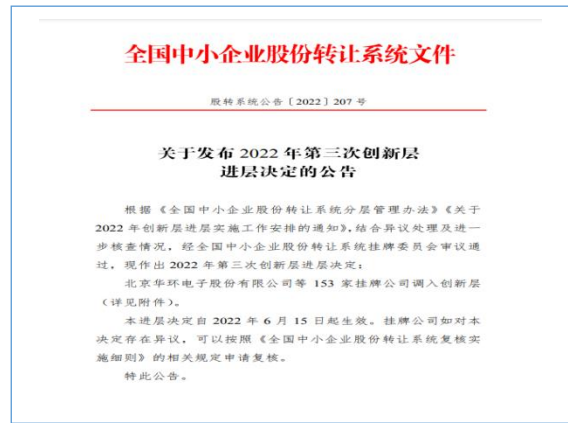 全国中小企业股份转让系统文件
股转系统公告〔2022〕207 号
关于发布 2022 年第三次创新层
进层决定的公告
根据《全国中小企业股份转让系统分层管理办法》《关于
2022 年创新层进层实施工作安排的通知》，结合异议处理及进一
步核查情况，经全国中小企业股份转让系统挂牌委员会审议通
过，现作出 2022 年第三次创新层进层决定：
北京华环电子股份有限公司等 153 家挂牌公司调入创新层
（详见附件）。
本进层决定自 2022 年 6 月 15 日起生效。挂牌公司如对本
决定存在异议，可以按照《全国中小企业股份转让系统复核实
施细则》的相关规定申请复核。
特此公告。